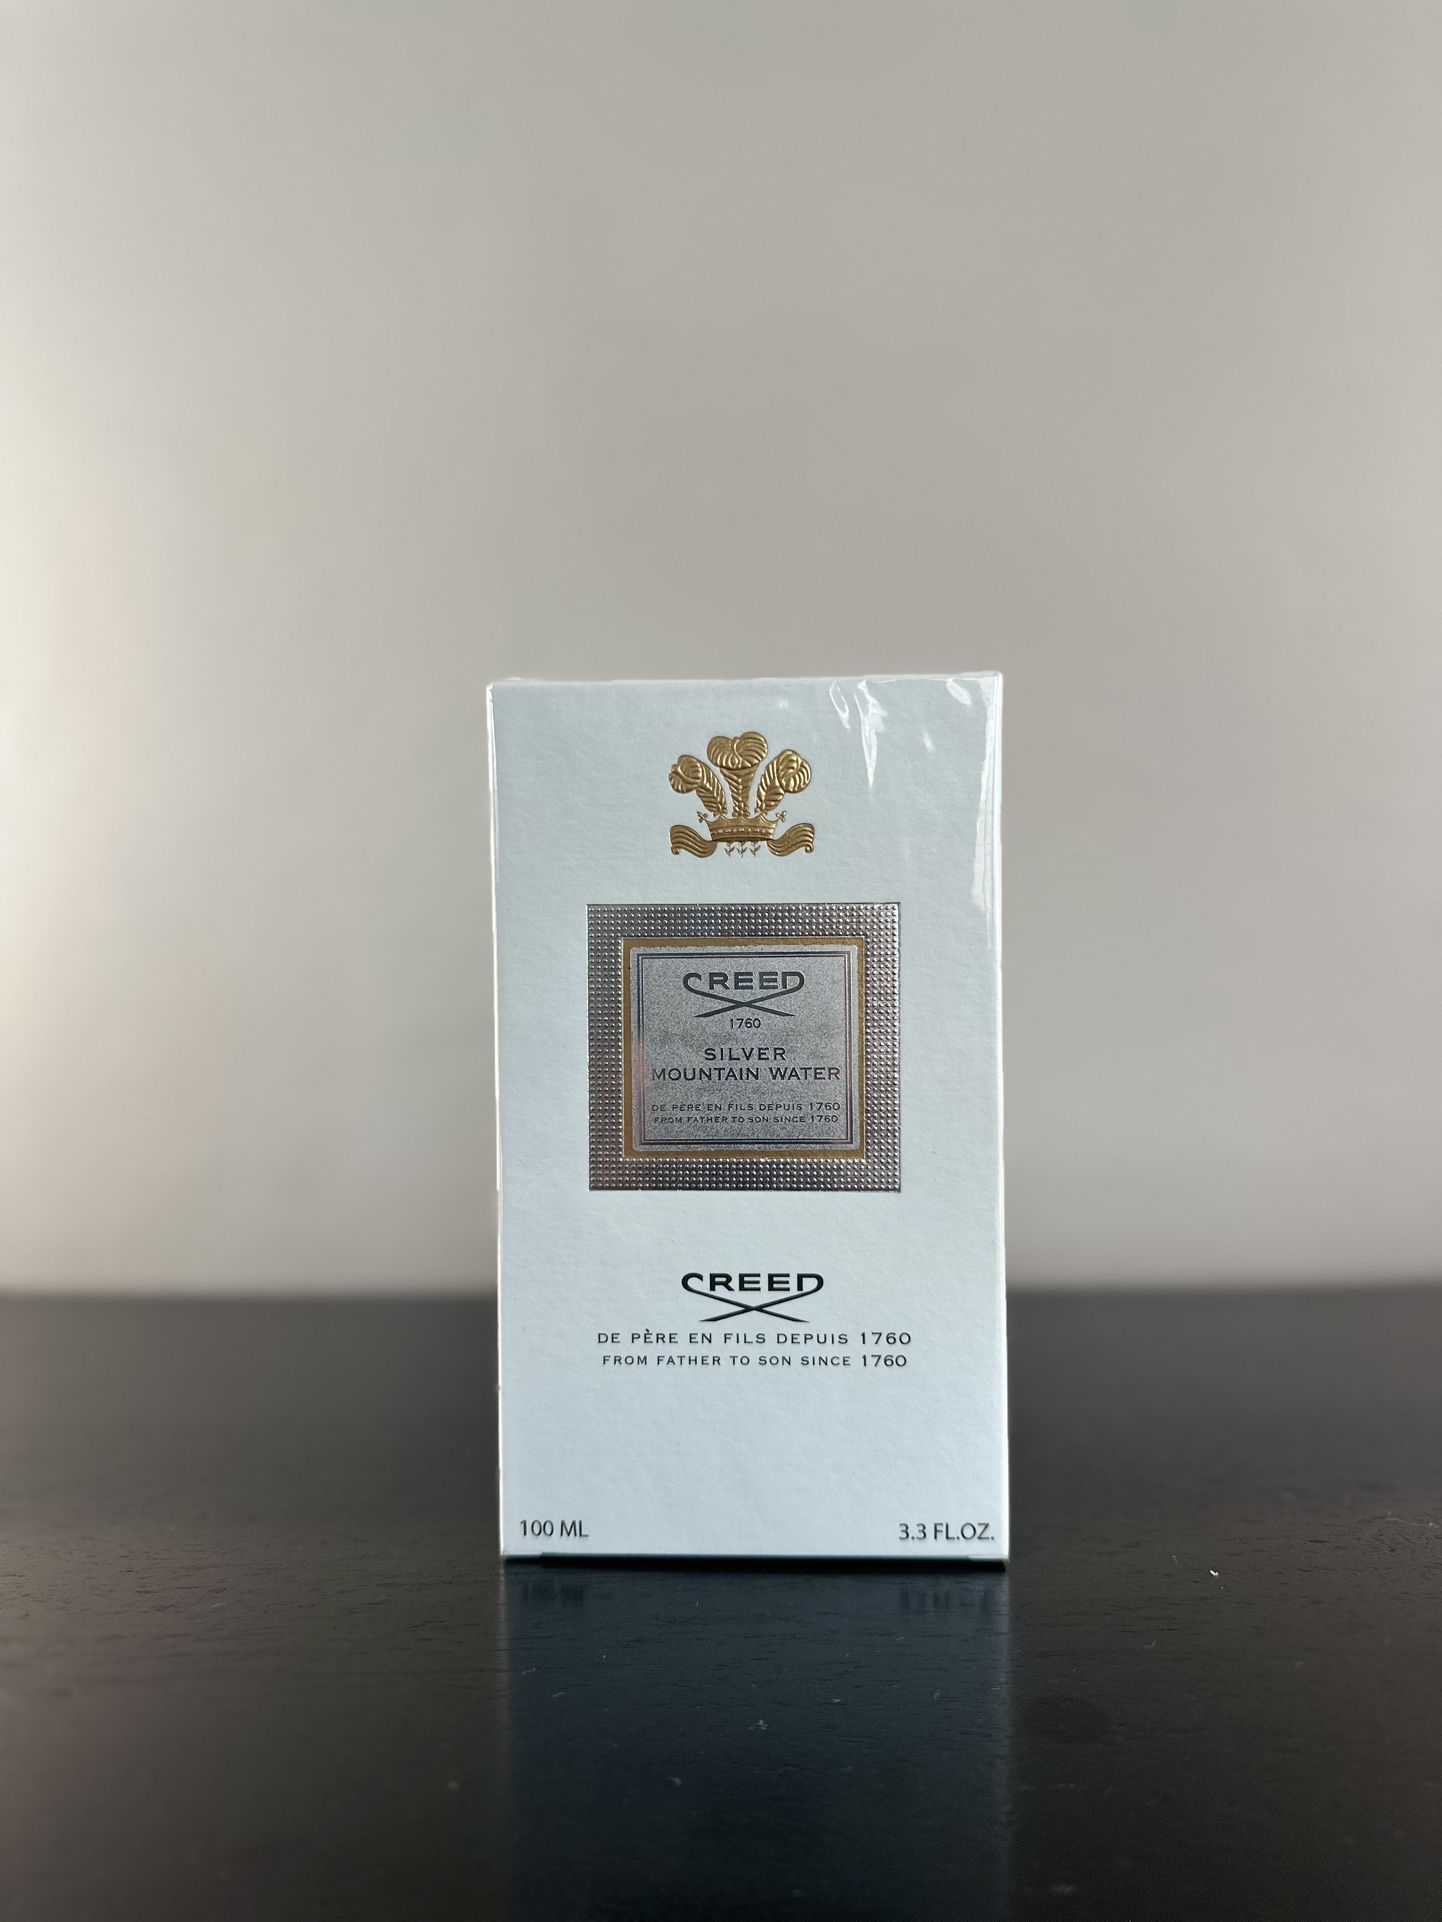 CREED
1760
SILVER
MOUNTAIN WATER
DE PÈRE EN FILS DEPUIS 1760
FROM FATHER TO SON SINCE 1760
CREED
DE PÈRE EN FILS DEPUIS 1760
FROM FATHER TO SON SINCE 1760
100 ML
3.3 FL.OZ.